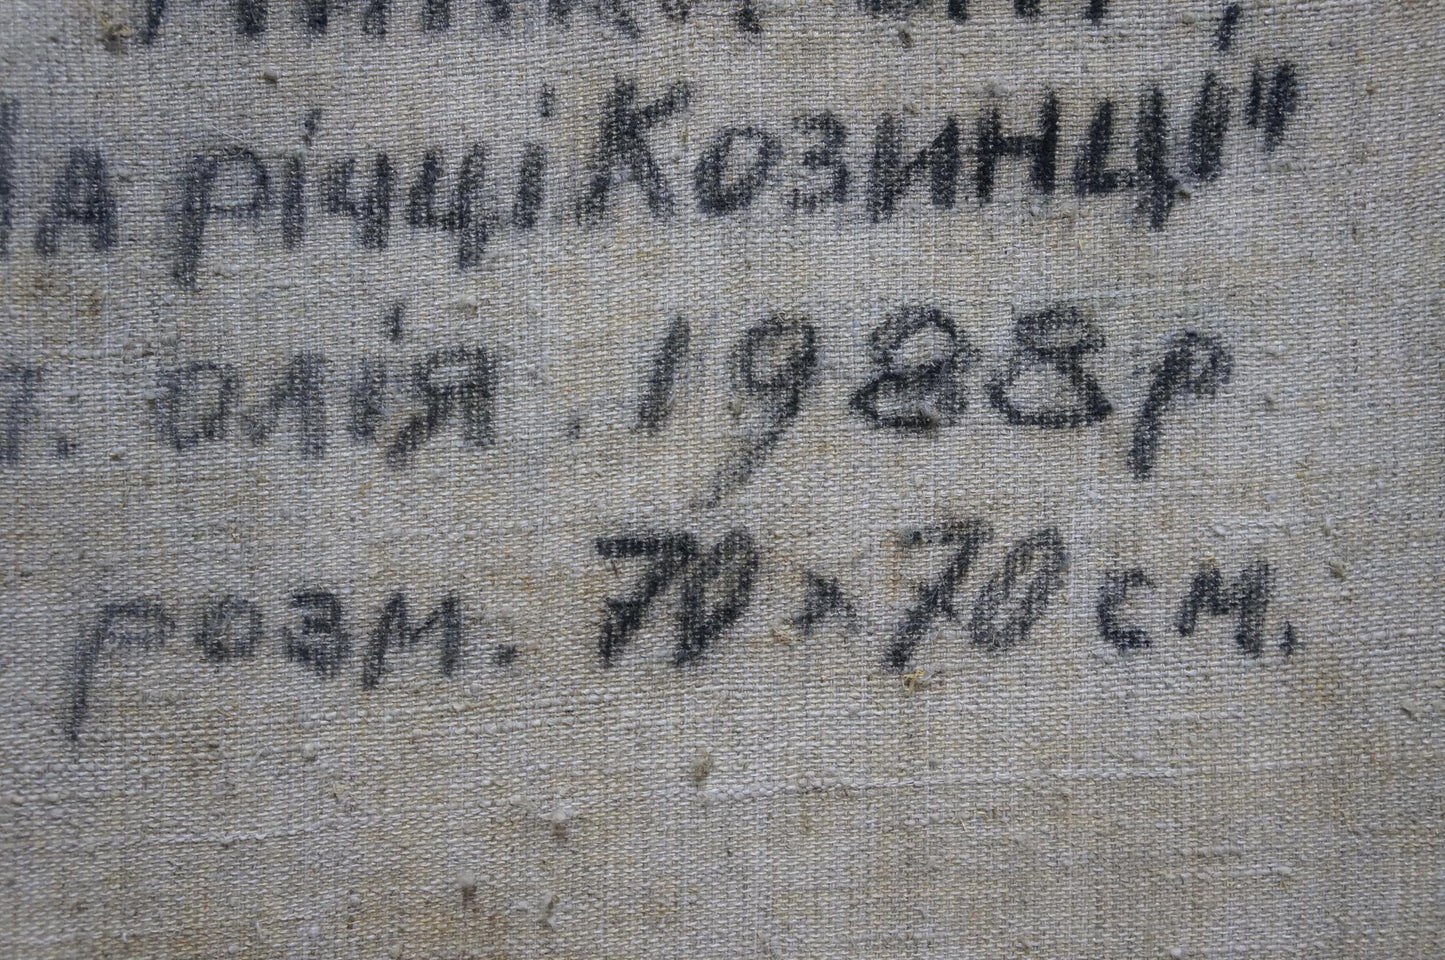 На річці Козинці"
п. олія. 1988р
розм. 70 х 70 см.